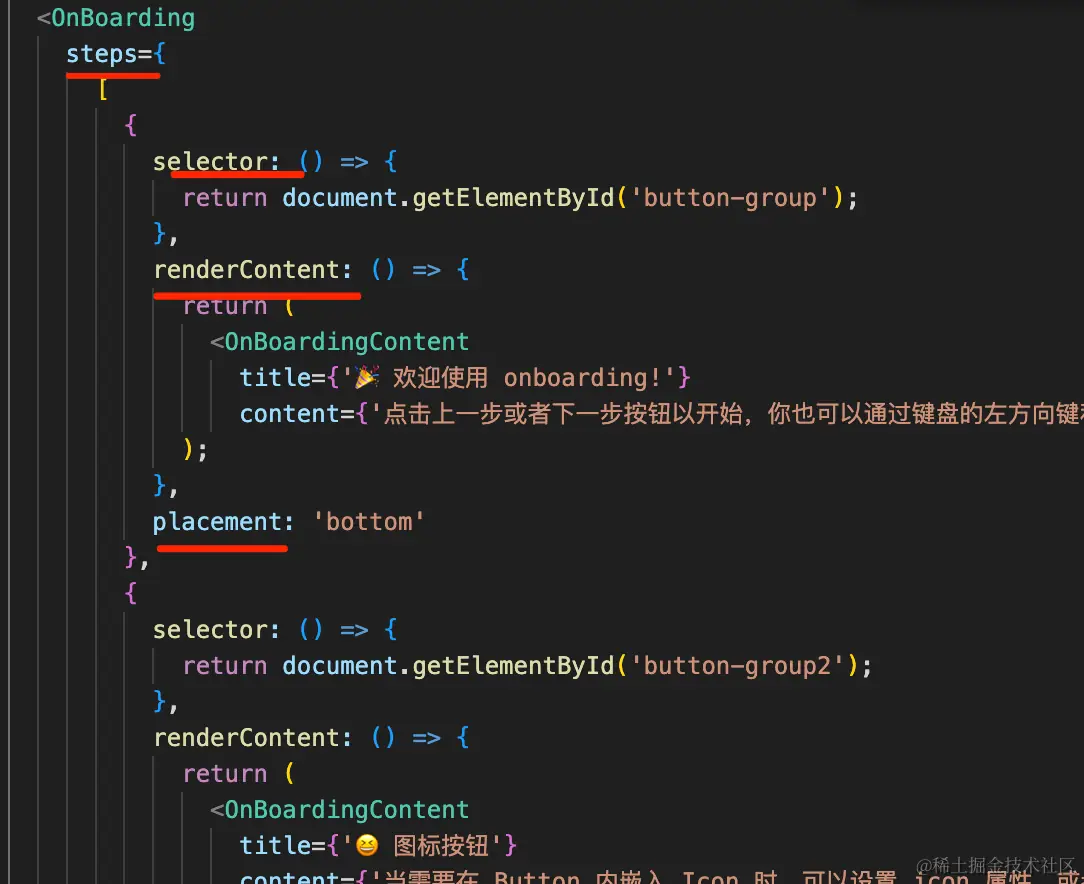 <OnBoarding
steps={
[
{
selector: () => {
return document.getElementById('button-group');
},
renderContent: () => {
return (
<OnBoardingContent
title={'🎉 欢迎使用 onboarding!'}
content={'点击上一步或者下一步按钮以开始，你也可以通过键盘的左方向键
);
},
placement: 'bottom'
},
{
selector: () => {
return document.getElementById('button-group2');
},
renderContent: () => {
return (
<OnBoardingContent
title={'😆 图标按钮'}
content={'当需要在 Button 内嵌入 Icon 时，可以设置 icon 属性，或
@稀土掘金技术社区